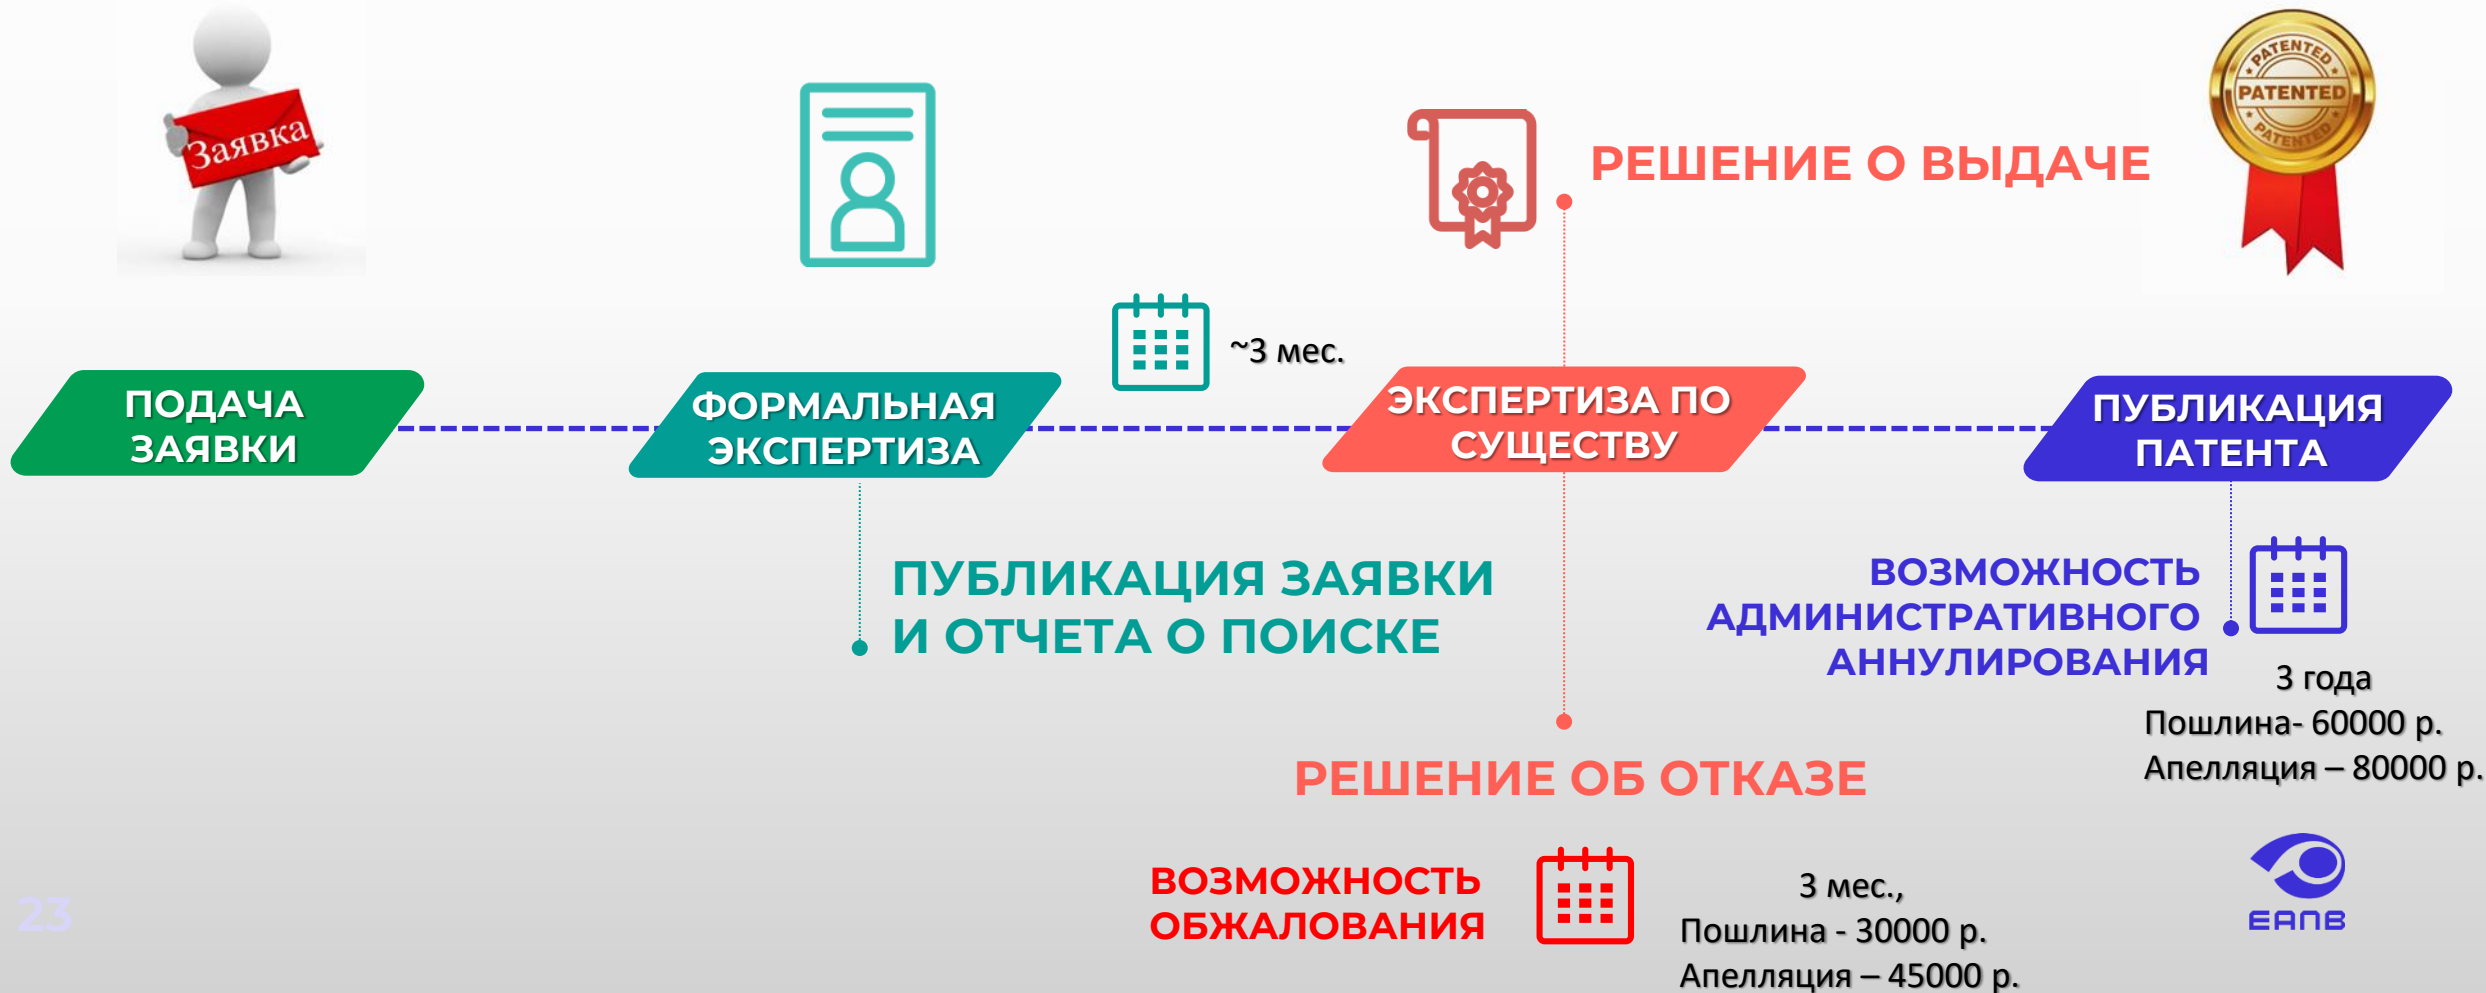 Заявка
PATENTED
PATENTED
PATENTED
РЕШЕНИЕ О ВЫДАЧЕ
~3 мес.
ПОДАЧА
ЗАЯВКИ
ФОРМАЛЬНАЯ
ЭКСПЕРТИЗА
ЭКСПЕРТИЗА ПО
СУЩЕСТВУ
ПУБЛИКАЦИЯ
ПАТЕНТА
ПУБЛИКАЦИЯ ЗАЯВКИ
И ОТЧЕТА О ПОИСКЕ
ВОЗМОЖНОСТЬ
АДМИНИСТРАТИВНОГО
АННУЛИРОВАНИЯ
3 года
Пошлина- 60000 р.
Апелляция – 80000 р.
РЕШЕНИЕ ОБ ОТКАЗЕ
ВОЗМОЖНОСТЬ
ОБЖАЛОВАНИЯ
3 мес.,
Пошлина - 30000 р.
Апелляция – 45000 р.
ЕАПВ
23